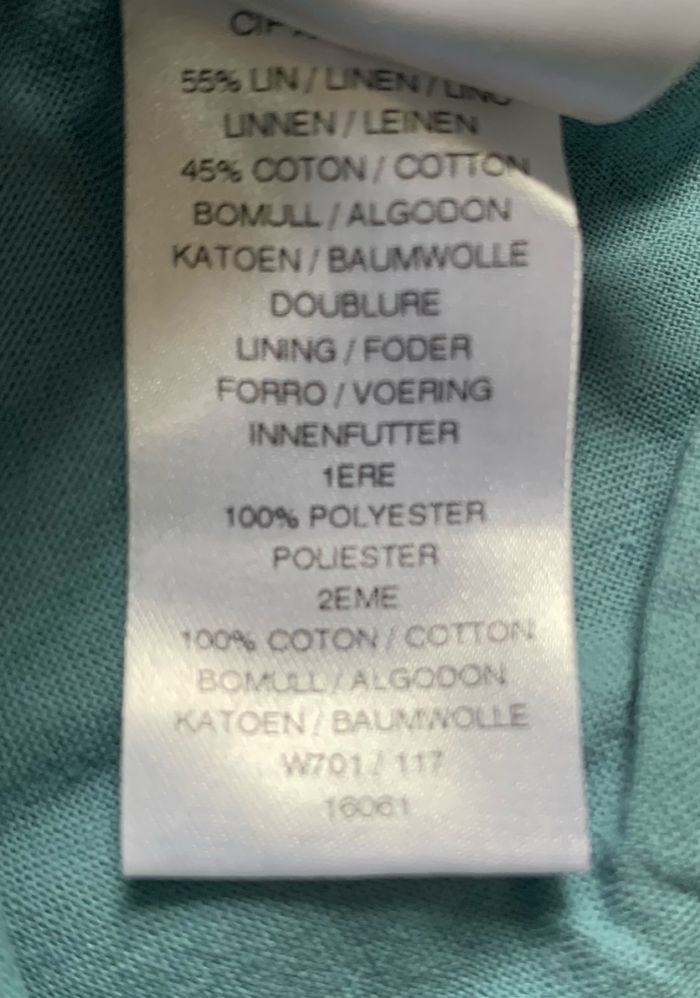 55% LIN / LINEN / LINO
LINNEN / LEINEN
45% COTON / COTTON
BOMULL / ALGODON
KATOEN / BAUMWOLLE
DOUBLURE
LINING / FODER
FORRO / VOERING
INNENFUTTER
1ERE
100% POLYESTER
POLIESTER
2EME
100% COTON / COTTON
BOMULL / ALGODON
KATOEN / BAUMWOLLE
W701 / 117
16061